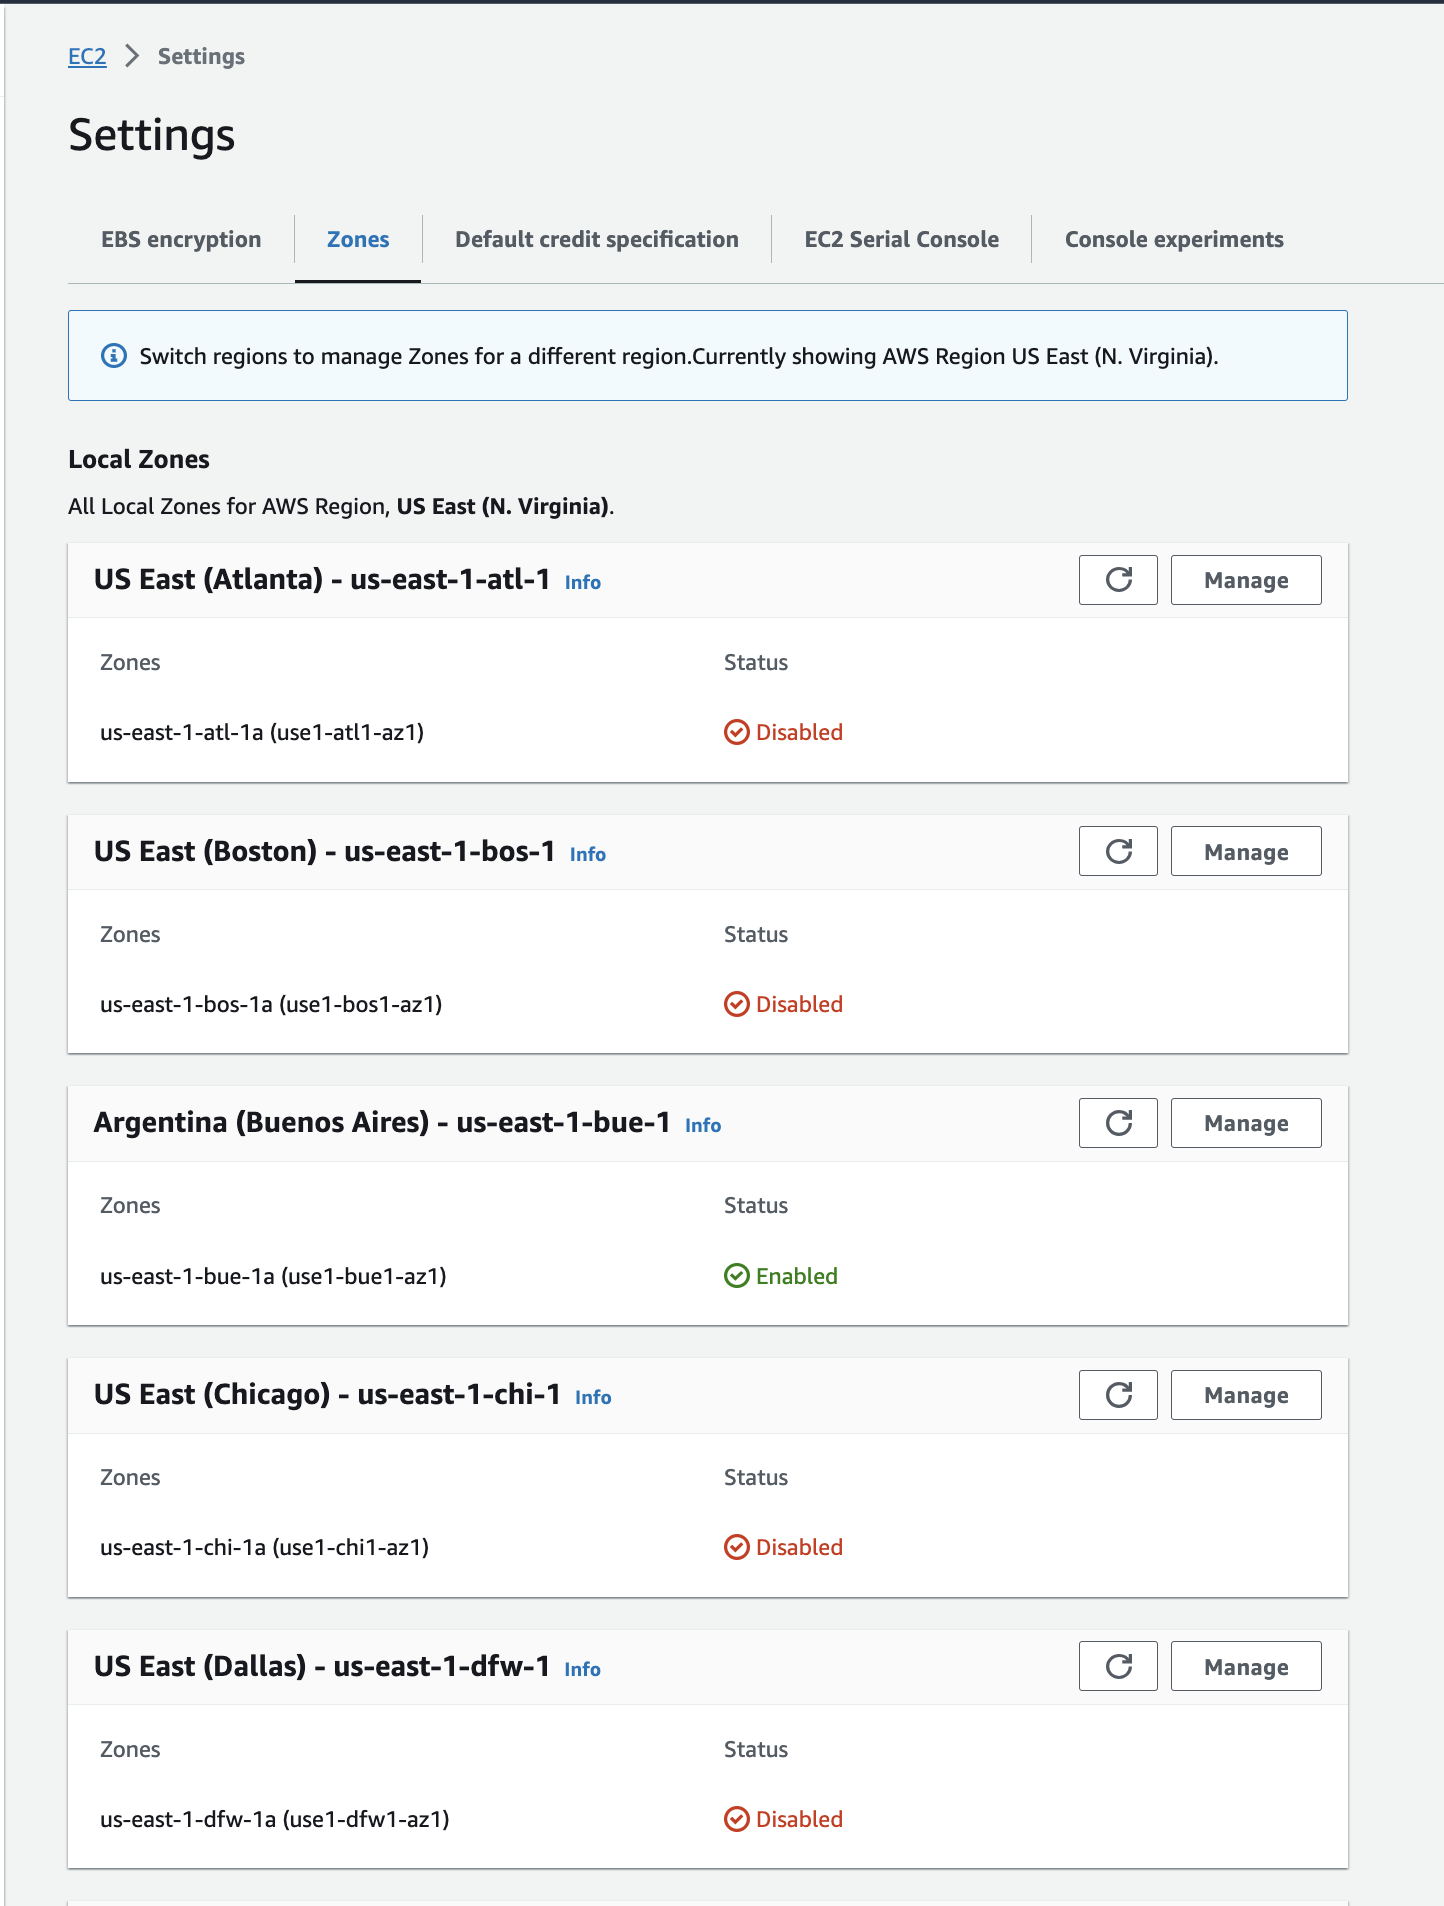 EC2 > Settings
Settings
EBS encryption Zones Default credit specification EC2 Serial Console Console experiments
Switch regions to manage Zones for a different region.Currently showing AWS Region US East (N. Virginia).
Local Zones
All Local Zones for AWS Region, US East (N. Virginia).
US East (Atlanta) - us-east-1-atl-1 Info Manage
Zones Status
us-east-1-atl-1a (use1-atl1-az1) Disabled
US East (Boston) - us-east-1-bos-1 Info Manage
Zones Status
us-east-1-bos-1a (use1-bos1-az1) Disabled
Argentina (Buenos Aires) - us-east-1-bue-1 Info Manage
Zones Status
us-east-1-bue-1a (use1-bue1-az1) Enabled
US East (Chicago) - us-east-1-chi-1 Info Manage
Zones Status
us-east-1-chi-1a (use1-chi1-az1) Disabled
US East (Dallas) - us-east-1-dfw-1 Info Manage
Zones Status
us-east-1-dfw-1a (use1-dfw1-az1) Disabled